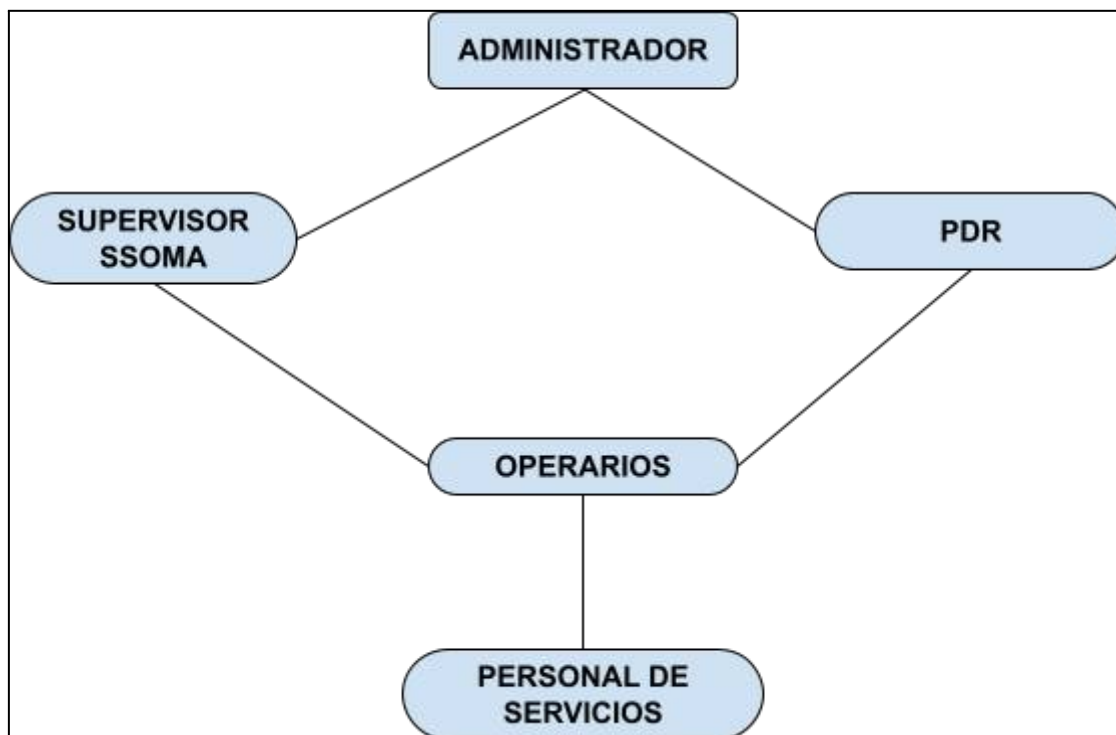 ADMINISTRADOR
SUPERVISOR
SSOMA
PDR
OPERARIOS
PERSONAL DE
SERVICIOS